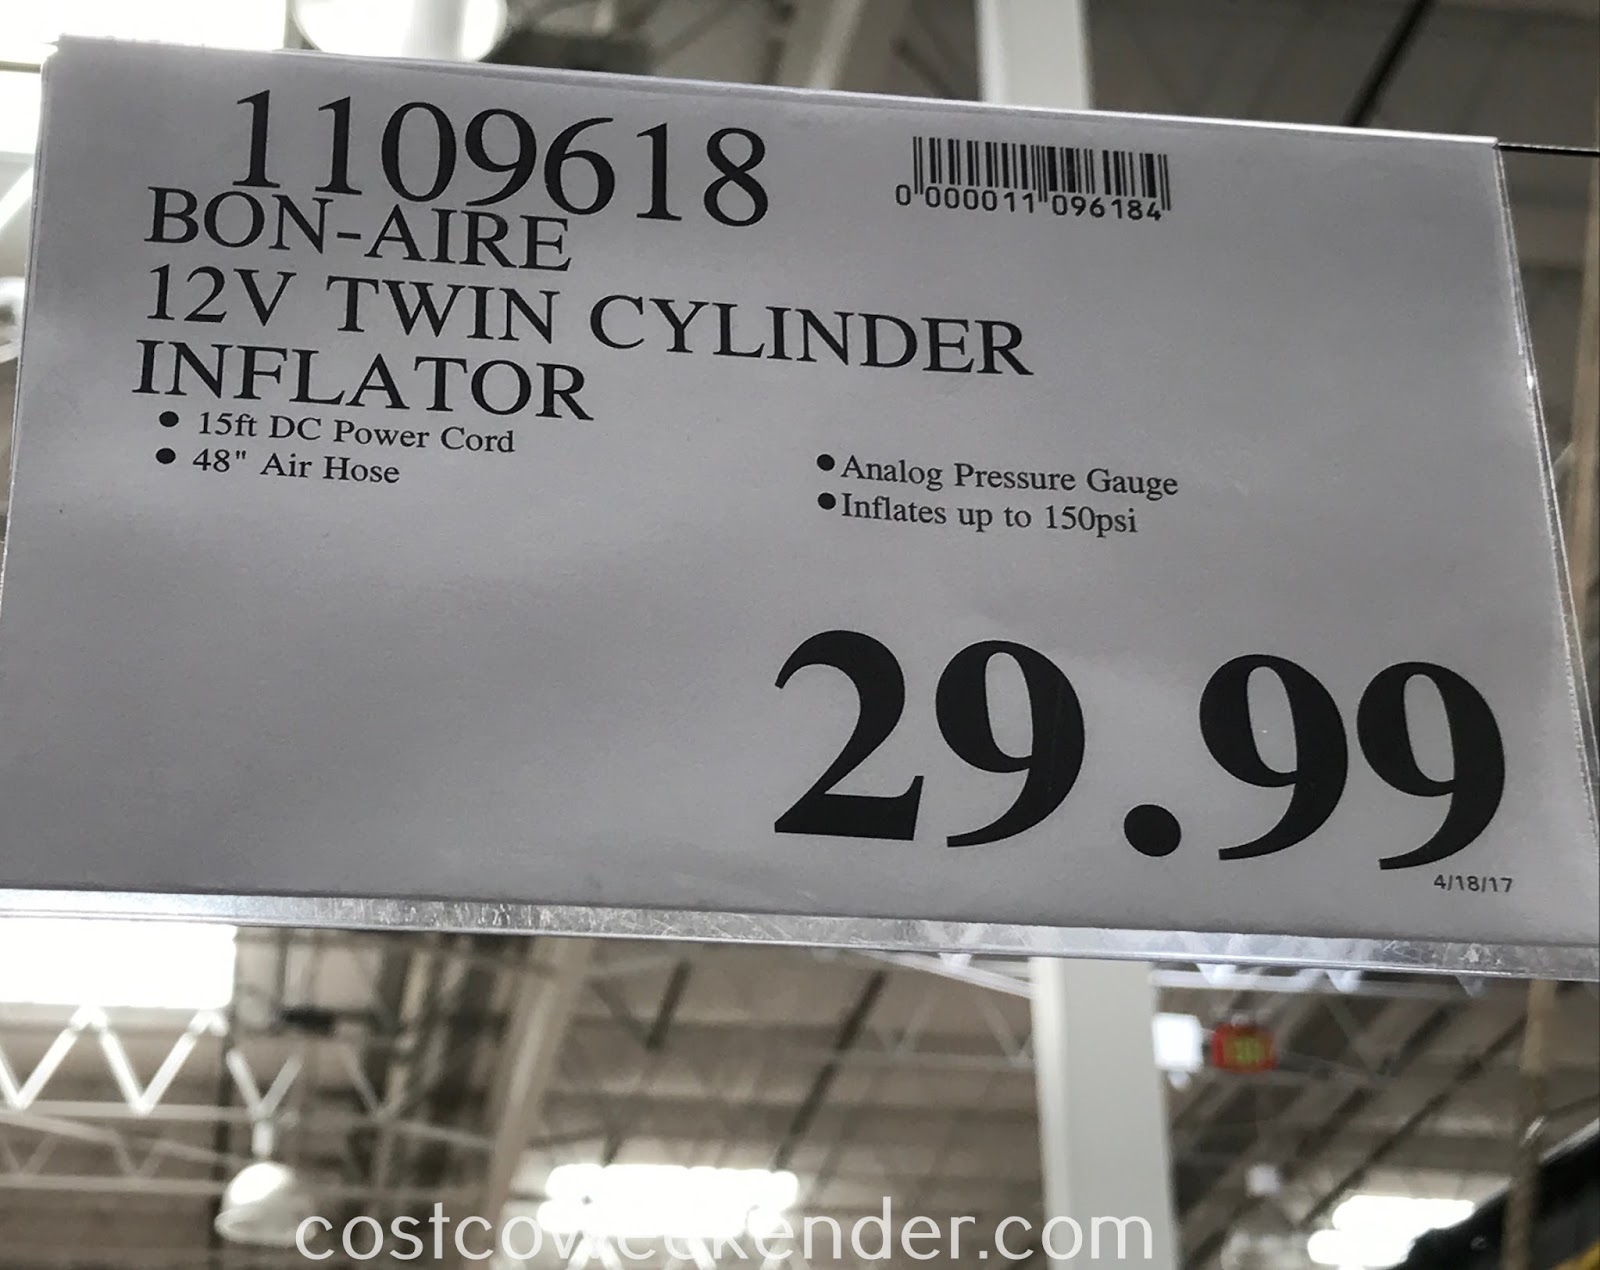 1109618
0 000011 096184
BON-AIRE
12V TWIN CYLINDER
INFLATOR
• 15ft DC Power Cord
• 48" Air Hose
• Analog Pressure Gauge
• Inflates up to 150psi
29.99
4/18/17
costcoweekender.com